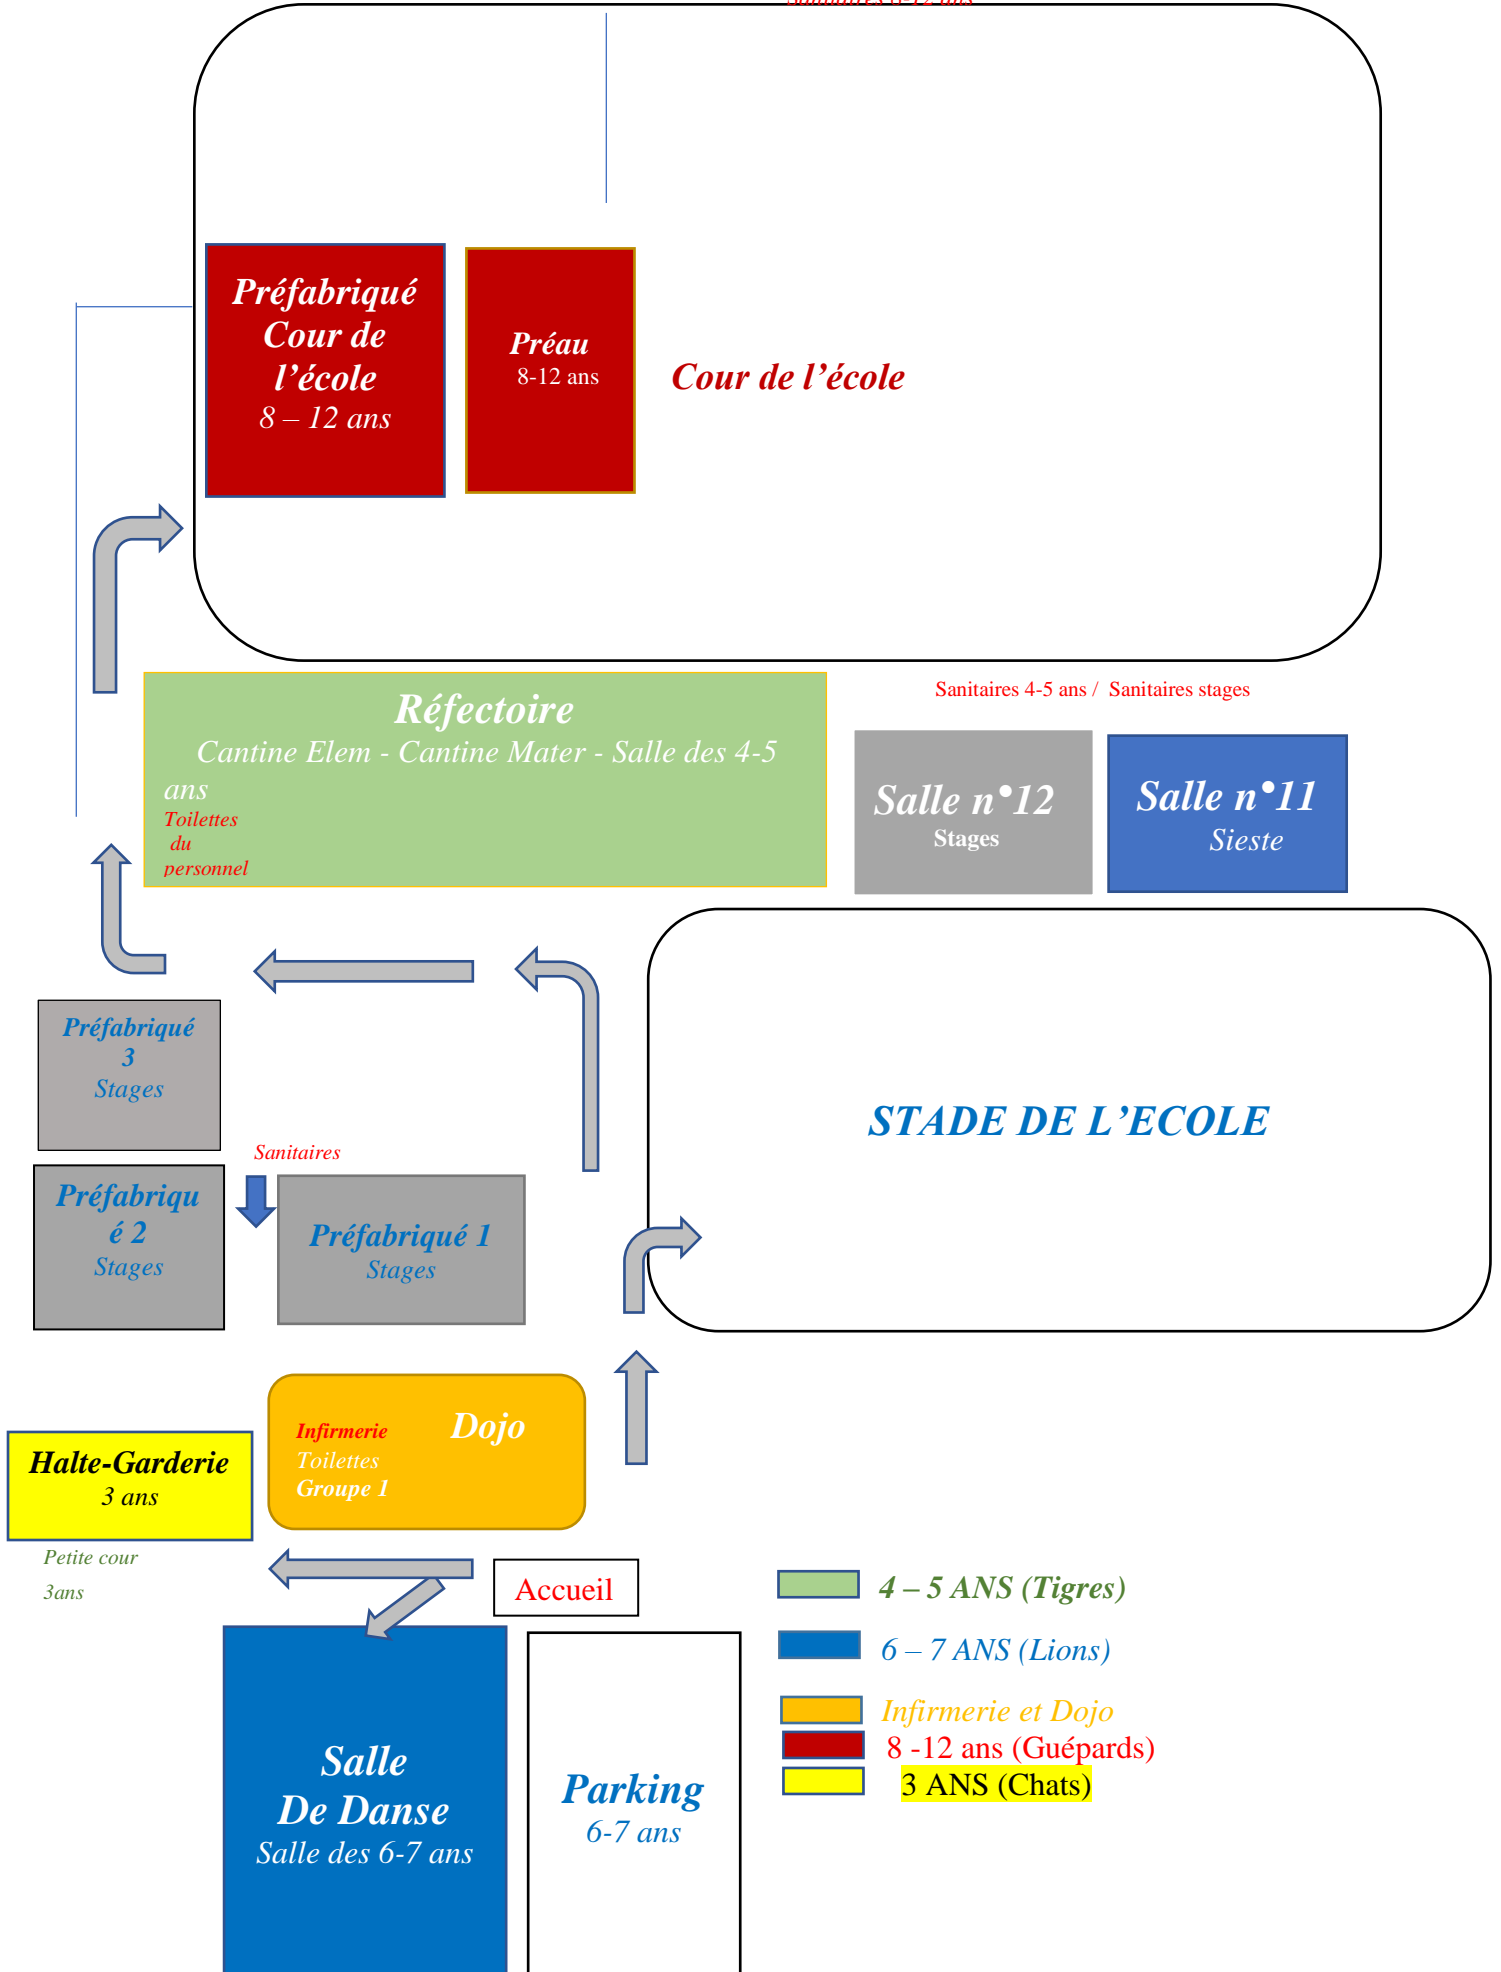 Sanitaires 8-12 ans
Préfabriqué
Cour de
l’école
8 – 12 ans
Préau
8-12 ans
Cour de l’école
Réfectoire
Cantine Elem - Cantine Mater - Salle des 4-5
ans
Toilettes
du
personnel
Sanitaires 4-5 ans / Sanitaires stages
Salle n°12
Stages
Salle n°11
Sieste
Préfabriqué
3
Stages
STADE DE L’ECOLE
Sanitaires
Préfabriqu
é 2
Stages
Préfabriqué 1
Stages
Infirmerie
Dojo
Toilettes
Groupe 1
Halte-Garderie
3 ans
Petite cour
3ans
Accueil
4 – 5 ANS (Tigres)
6 – 7 ANS (Lions)
Infirmerie et Dojo
8 -12 ans (Guépards)
3 ANS (Chats)
Salle
De Danse
Salle des 6-7 ans
Parking
6-7 ans